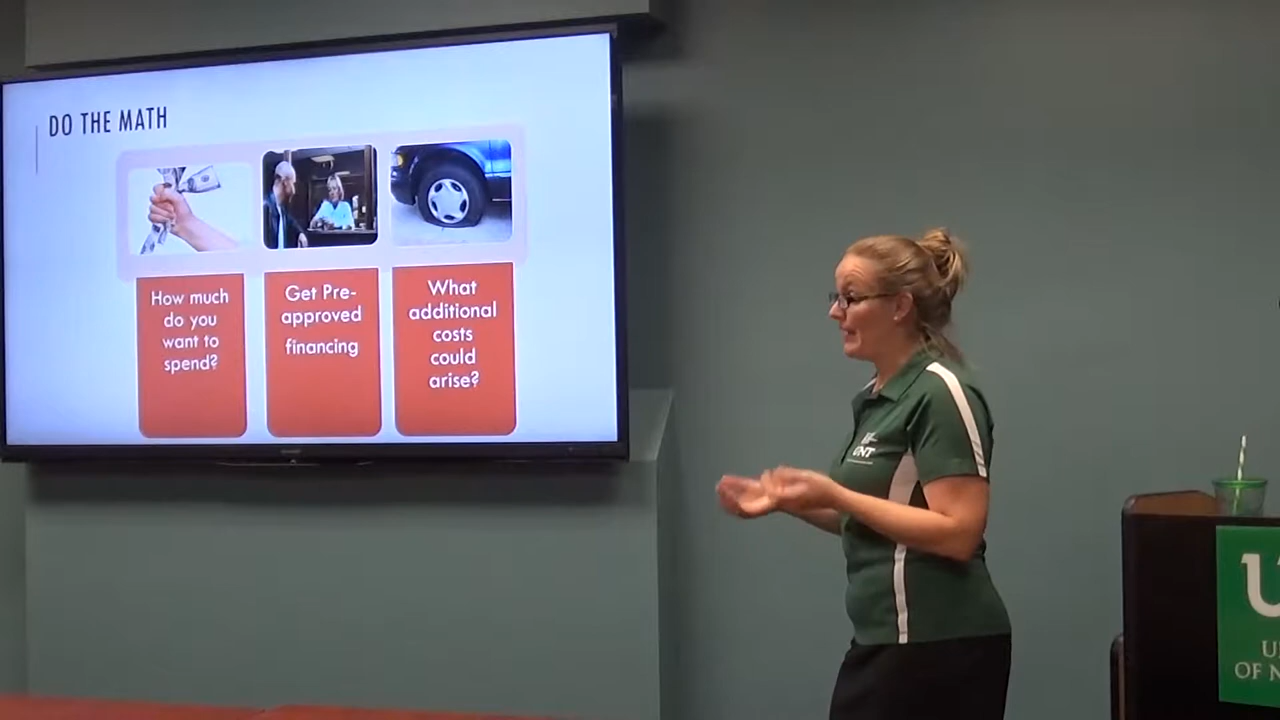 DO THE MATH
How much
do you
want to
spend?
Get Pre-
approved
financing
What
additional
costs
could
arise?
UNT
U
OF N